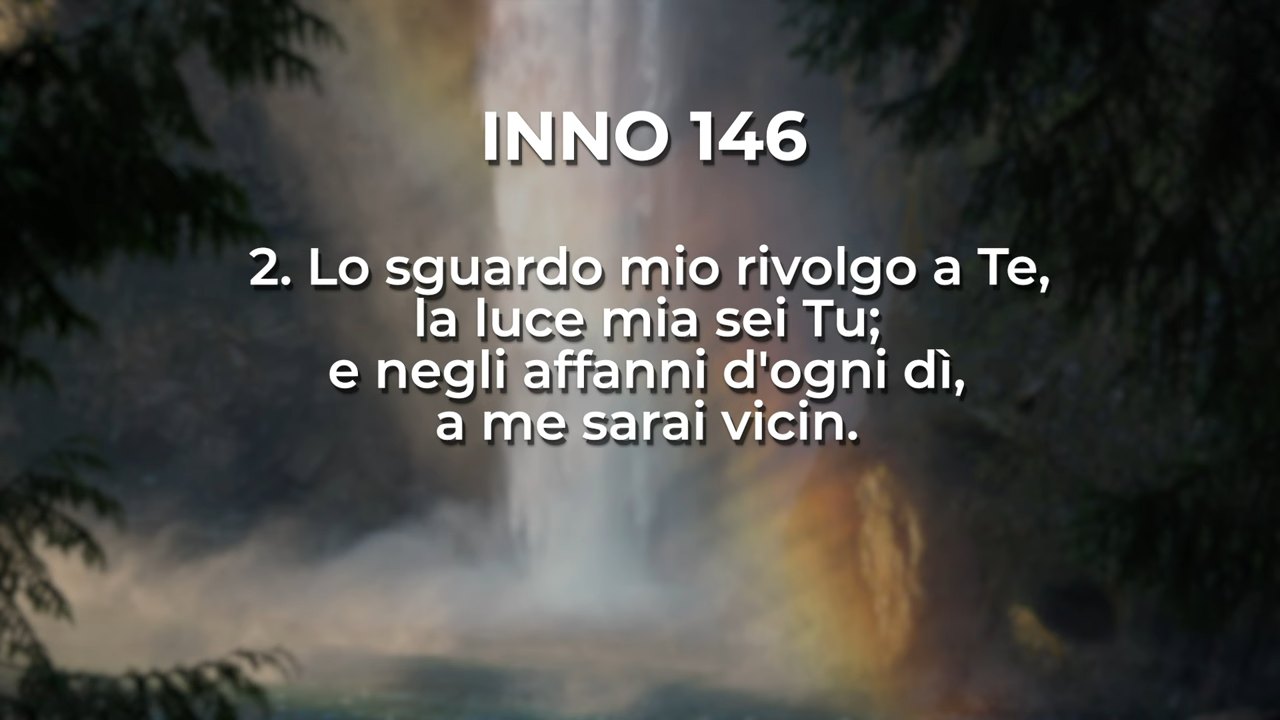 INNO 146
2. Lo sguardo mio rivolgo a Te,
la luce mia sei Tu;
e negli affanni d'ogni dì,
a me sarai vicin.